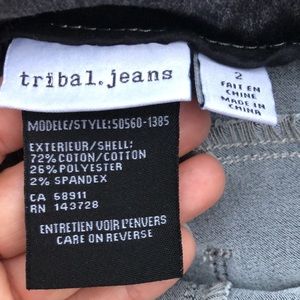 tribal.jeans
2
FAIT EN
CHINE
MADE IN
CHINA
MODELE/STYLE: 50560-1385
EXTERIEUR/SHELL:
72% COTON/COTTON
26% POLYESTER
2% SPANDEX
CA 58911
RN 143728
ENTRETIEN VOIR L'ENVERS
CARE ON REVERSE